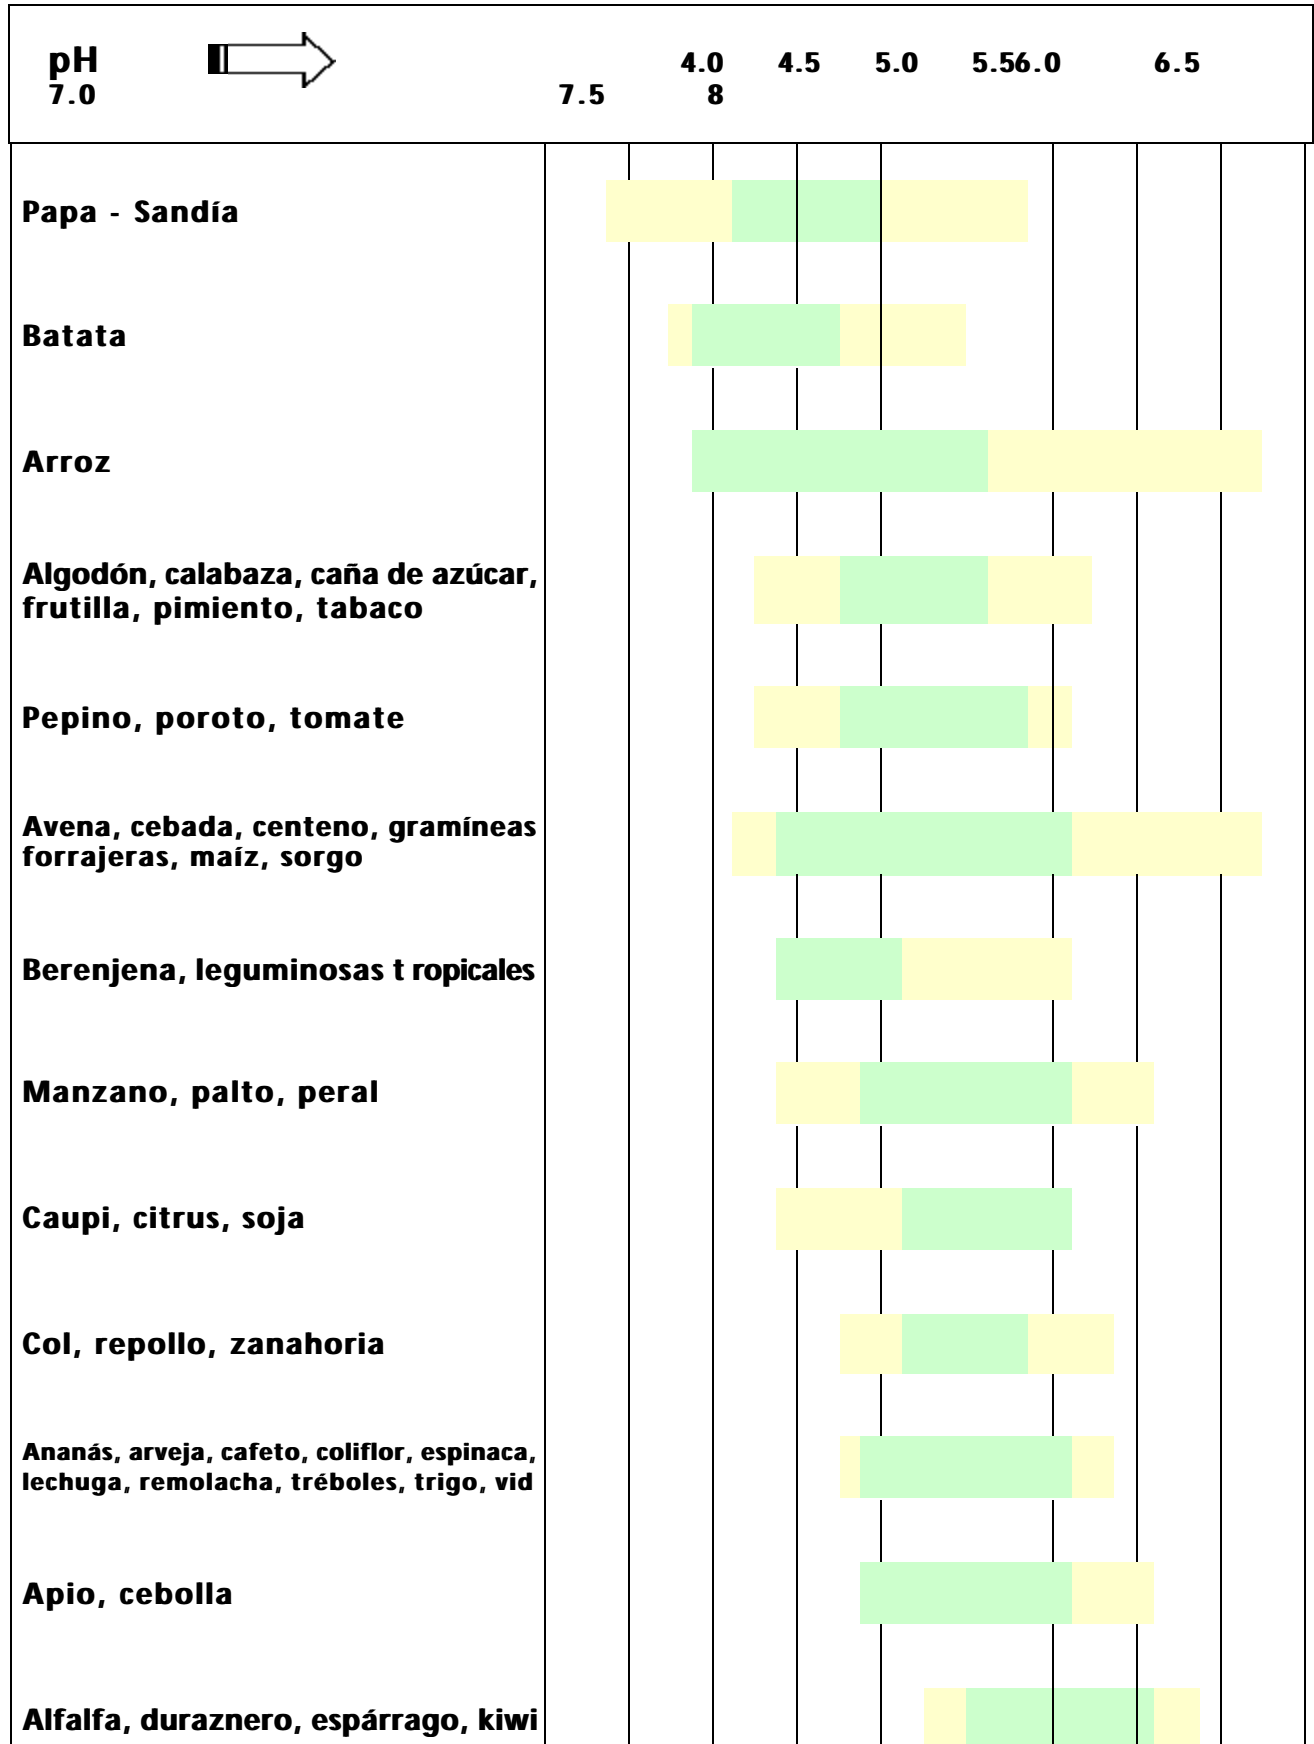 pH 4.0 4.5 5.0 5.56.0 6.5
7.0 7.5 8
Papa - Sandía
Batata
Arroz
Algodón, calabaza, caña de azúcar,
frutilla, pimiento, tabaco
Pepino, poroto, tomate
Avena, cebada, centeno, gramíneas
forrajeras, maíz, sorgo
Berenjena, leguminosas t ropicales
Manzano, palto, peral
Caupi, citrus, soja
Col, repollo, zanahoria
Ananás, arveja, cafeto, coliflor, espinaca,
lechuga, remolacha, tréboles, trigo, vid
Apio, cebolla
Alfalfa, duraznero, espárrago, kiwi